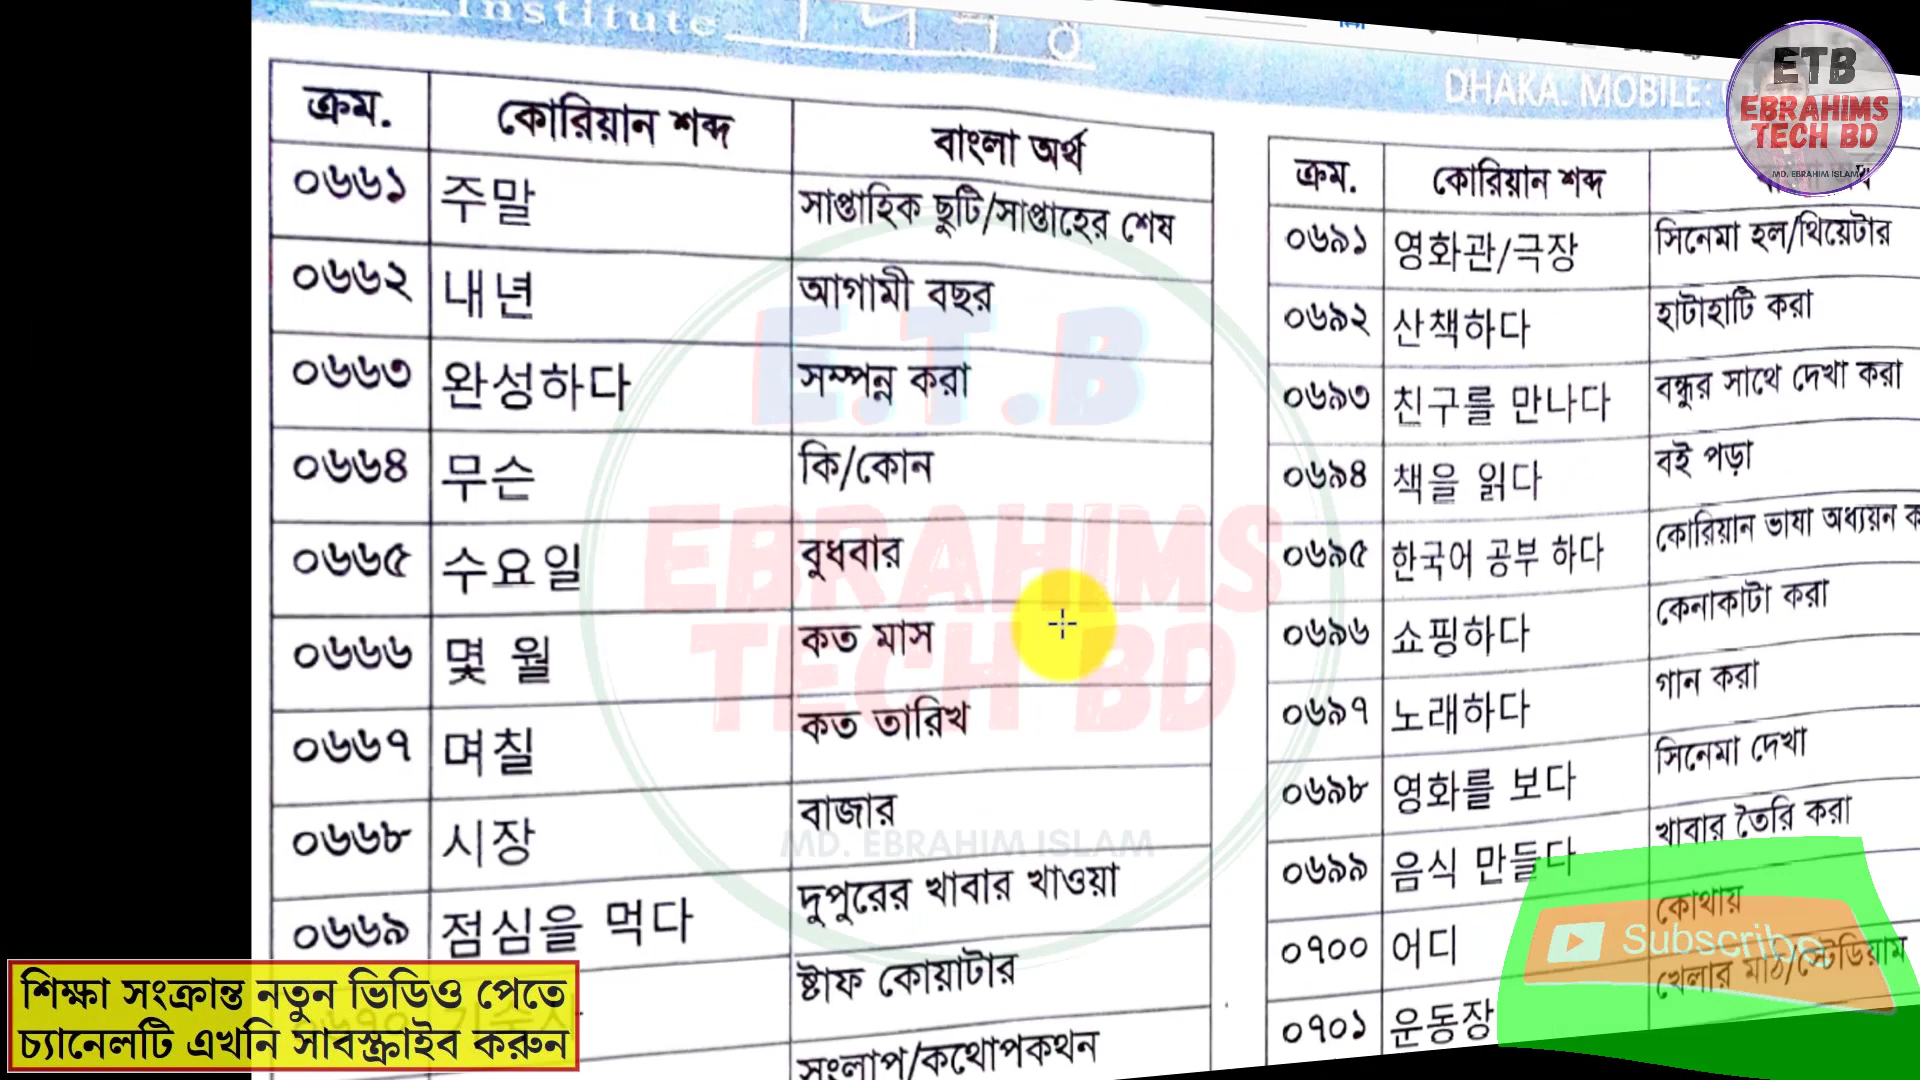 Institute
DHAKA. MOBILE:
ETB
EBRAHIMS
TECH BD
MD. EBRAHIM ISLAM
ক্রম. কোরিয়ান শব্দ বাংলা অর্থ
০৬৬১ 주말 সাপ্তাহিক ছুটি/সাপ্তাহের শেষ
০৬৬২ 내년 আগামী বছর
০৬৬৩ 완성하다 সম্পন্ন করা
০৬৬৪ 무슨 কি/কোন
০৬৬৫ 수요일 বুধবার
০৬৬৬ 몇 월 কত মাস
০৬৬৭ 며칠 কত তারিখ
০৬৬৮ 시장 বাজার
০৬৬৯ 점심을 먹다 দুপুরের খাবার খাওয়া
ষ্টাফ কোয়াটার
সংলাপ/কথোপকথন
ক্রম. কোরিয়ান শব্দ
০৬৯১ 영화관/극장 সিনেমা হল/থিয়েটার
০৬৯২ 산책하다 হাটাহাটি করা
০৬৯৩ 친구를 만나다 বন্ধুর সাথে দেখা করা
০৬৯৪ 책을 읽다 বই পড়া
০৬৯৫ 한국어 공부 하다 কোরিয়ান ভাষা অধ্যয়ন ক
০৬৯৬ 쇼핑하다 কেনাকাটা করা
০৬৯৭ 노래하다 গান করা
০৬৯৮ 영화를 보다 সিনেমা দেখা
০৬৯৯ 음식 만들다 খাবার তৈরি করা
০৭০০ 어디 কোথায়
০৭০১ 운동장 খেলার মাঠ/স্টেডিয়াম
E.T.B
EBRAHIMS
TECH BD
MD. EBRAHIM ISLAM
Subscribe
শিক্ষা সংক্রান্ত নতুন ভিডিও পেতে
চ্যানেলটি এখনি সাবস্ক্রাইব করুন